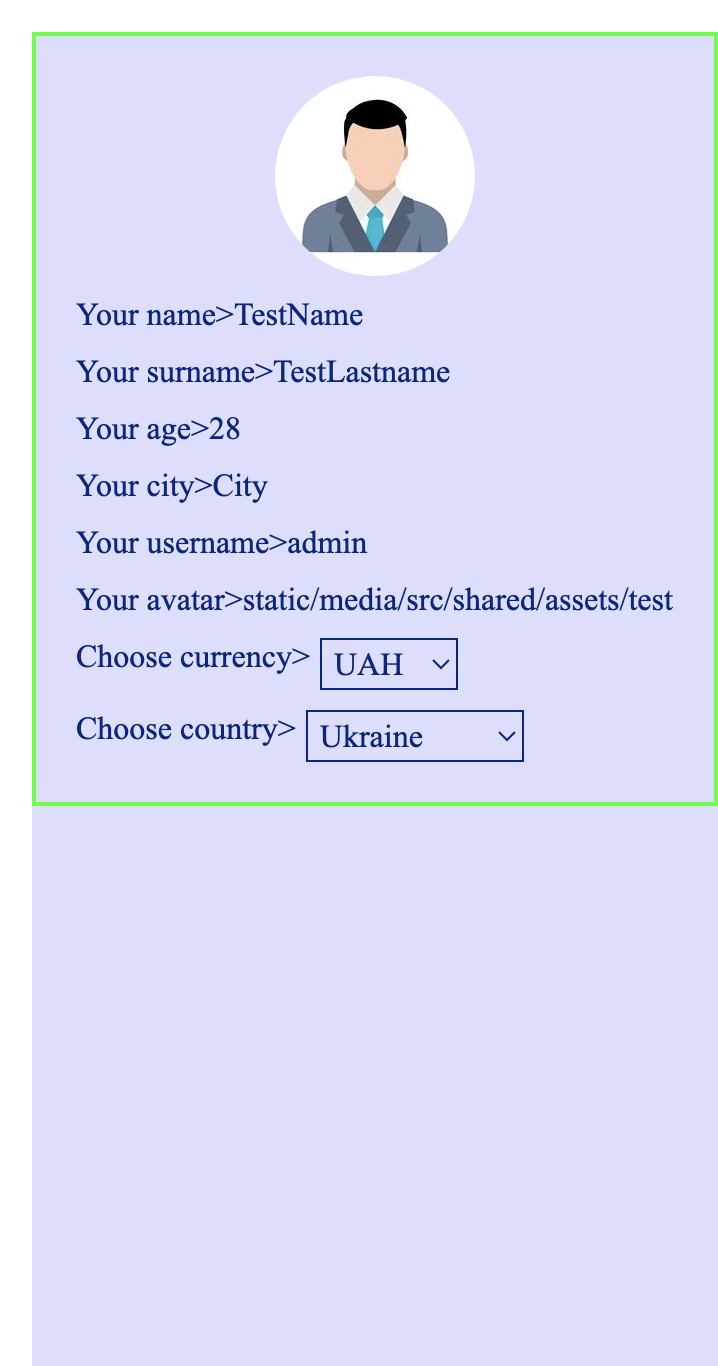 Your name>TestName
Your surname>TestLastname
Your age>28
Your city>City
Your username>admin
Your avatar>static/media/src/shared/assets/test
Choose currency> UAH
Choose country> Ukraine